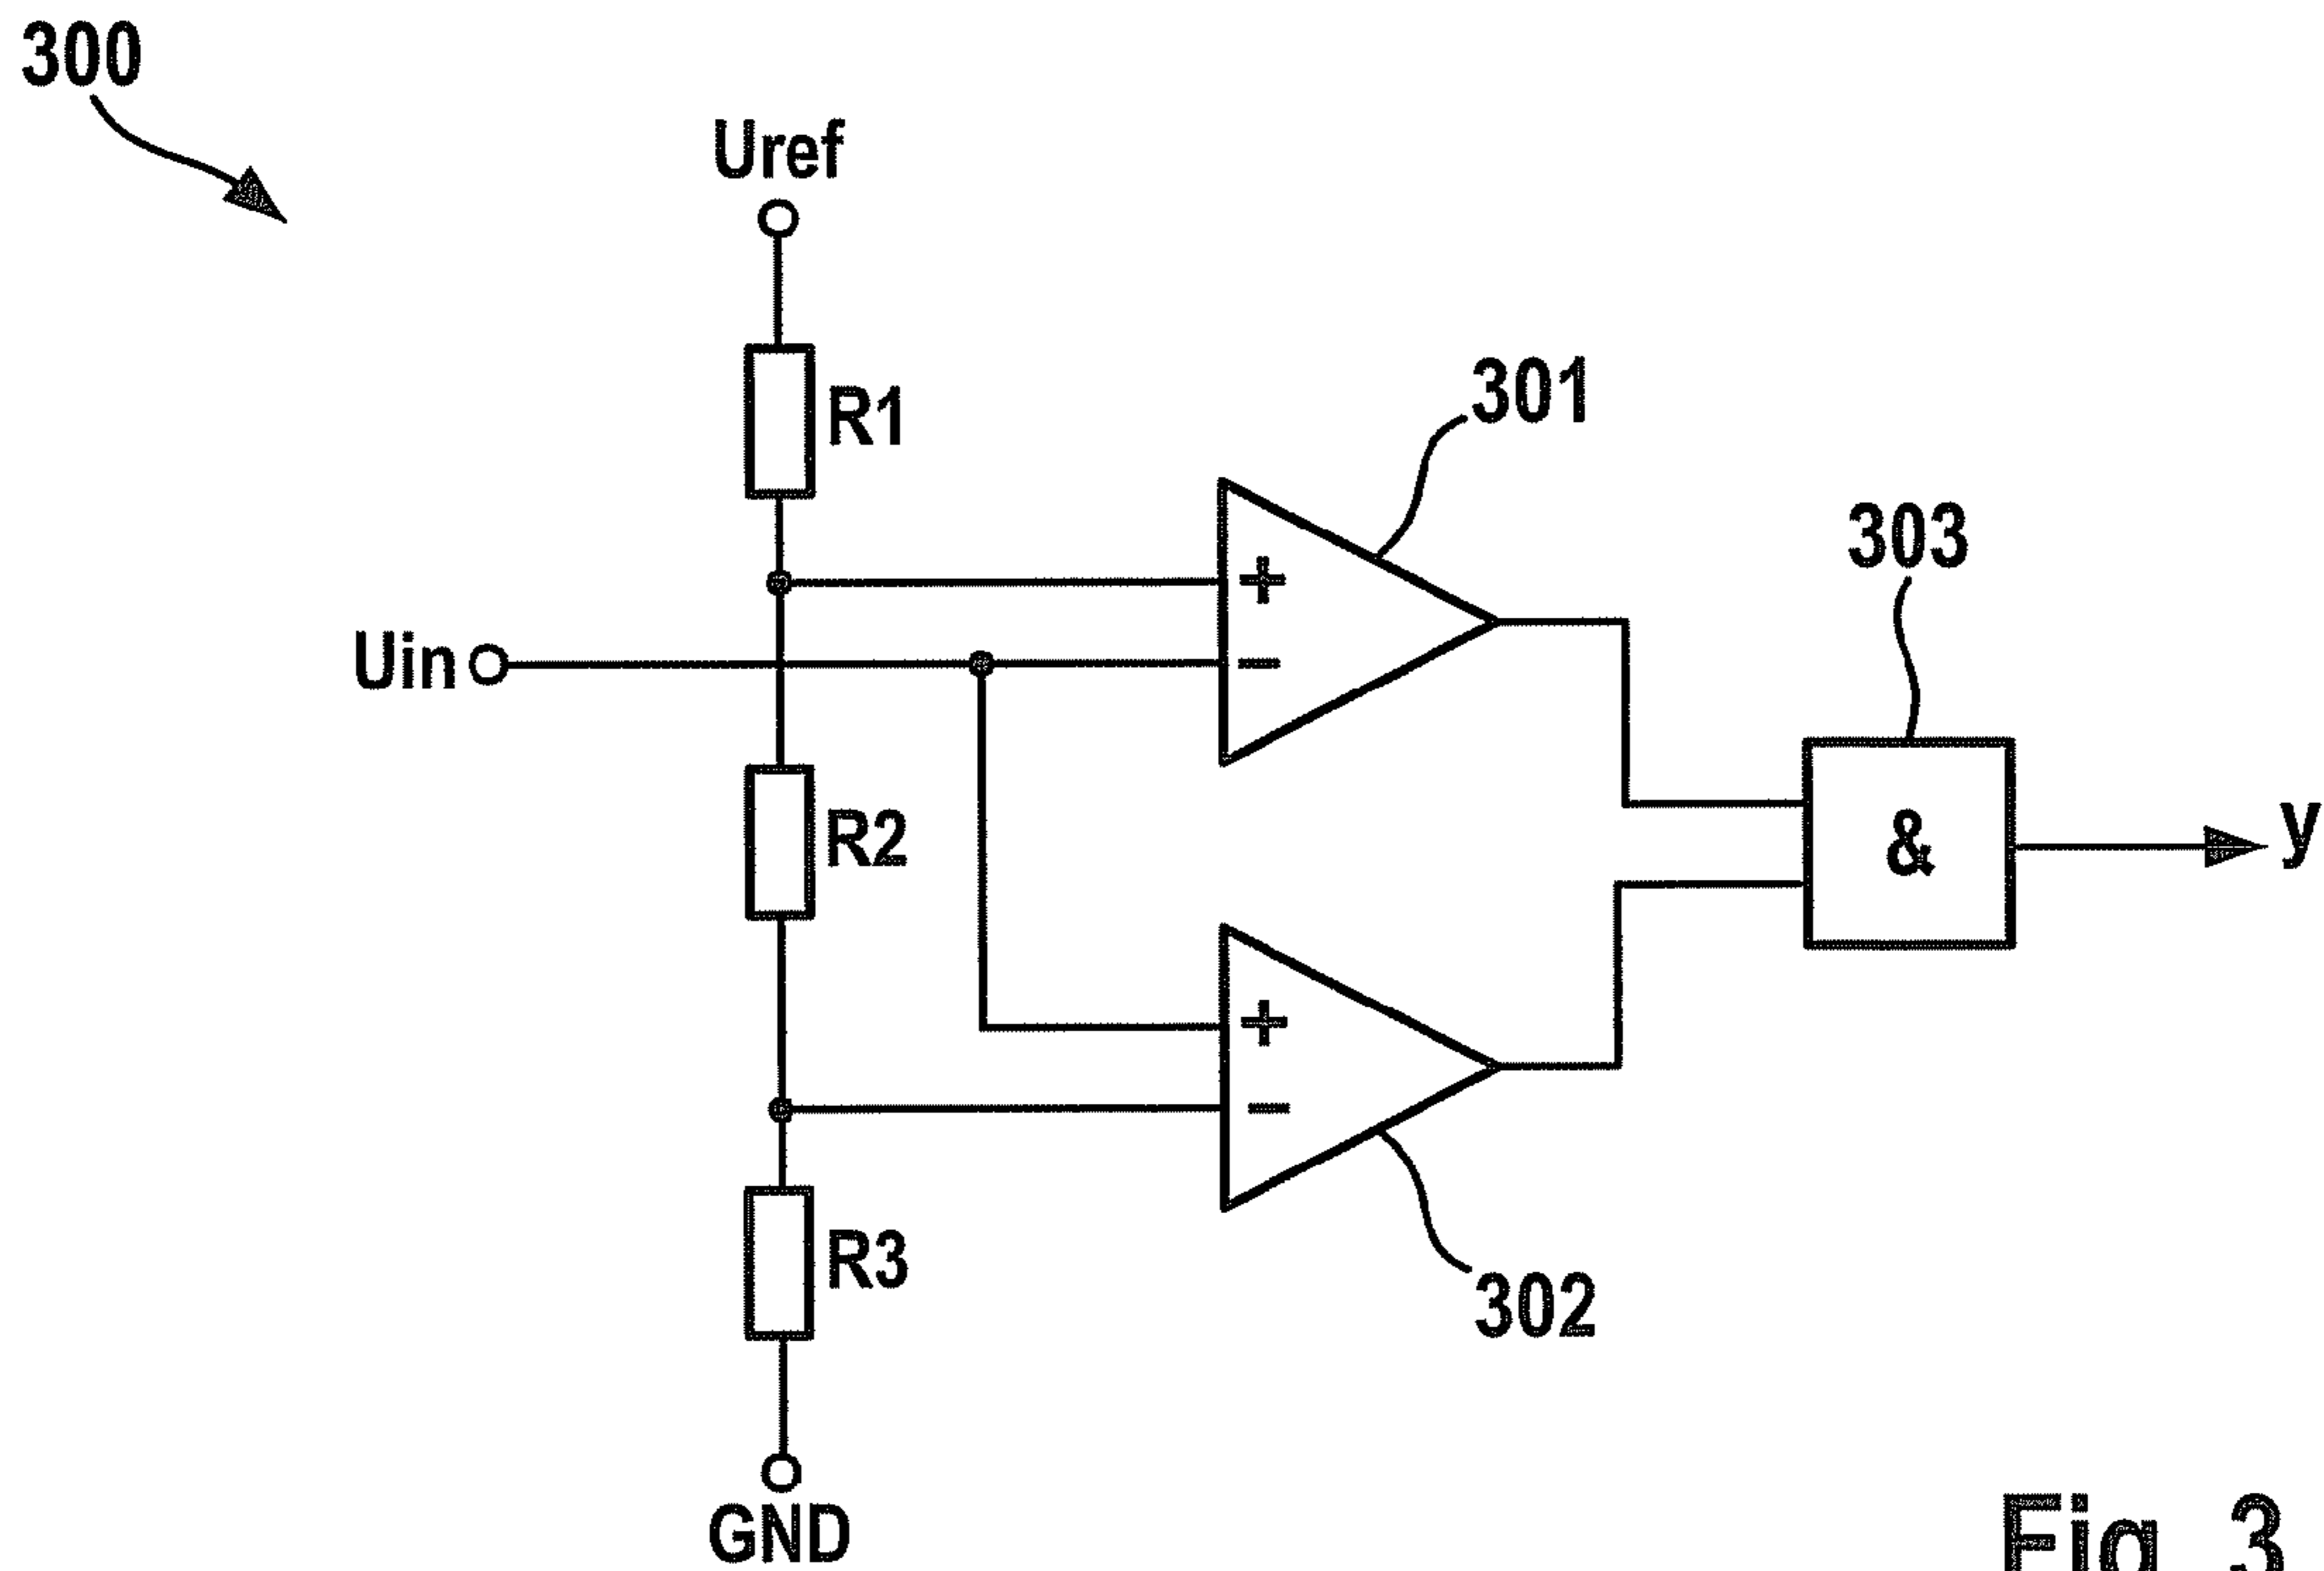 300
Uref
R1
301
303
+
Uin
−
R2
&
y
+
−
R3
302
GND
Fig. 3